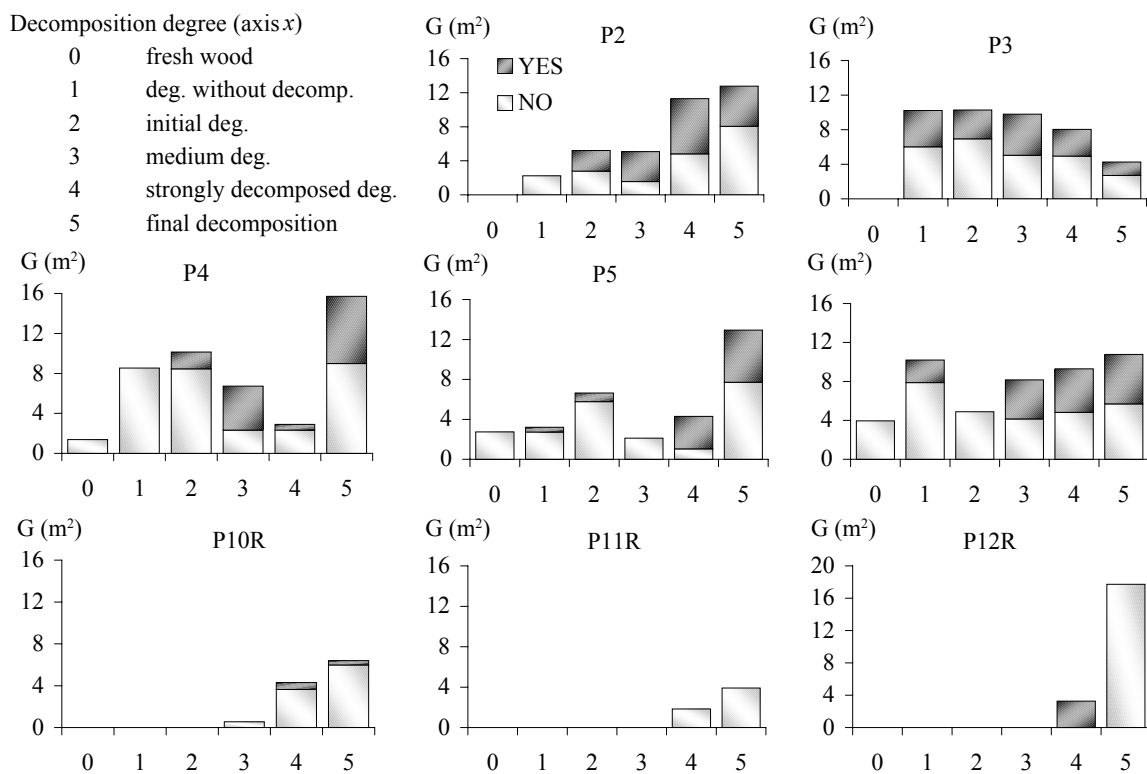 Decomposition degree (axis x)
0 fresh wood
1 deg. without decomp.
2 initial deg.
3 medium deg.
4 strongly decomposed deg.
5 final decomposition
G (m²)
P2
16
12
8
4
0
YES
NO
0 1 2 3 4 5
G (m²)
P3
16
12
8
4
0
0 1 2 3 4 5
G (m²)
P4
16
12
8
4
0
0 1 2 3 4 5
G (m²)
P5
16
12
8
4
0
0 1 2 3 4 5
G (m²)
16
12
8
4
0
0 1 2 3 4 5
G (m²)
P10R
16
12
8
4
0
0 1 2 3 4 5
G (m²)
P11R
16
12
8
4
0
0 1 2 3 4 5
G (m²)
P12R
20
16
12
8
4
0
0 1 2 3 4 5